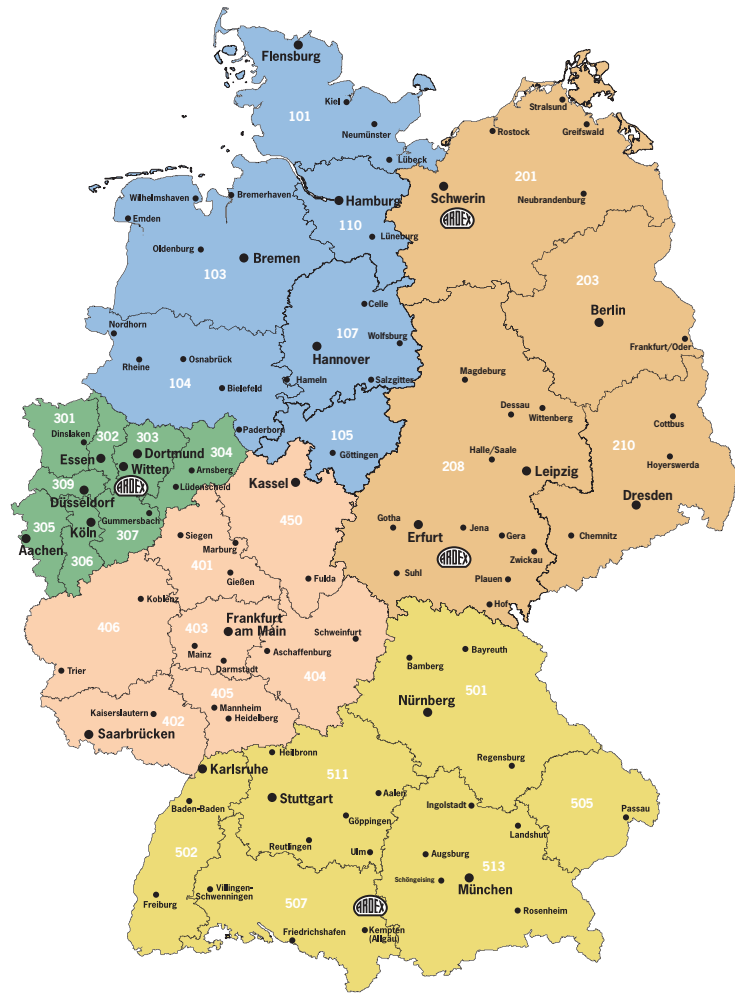 Flensburg
Kiel
101
Neumünster
Lübeck
Stralsund
Rostock
Greifswald
201
Schwerin
Neubrandenburg
ARDEX
Wilhelmshaven
Bremerhaven
Hamburg
Emden
110
Lüneburg
Oldenburg
Bremen
103
203
Berlin
Frankfurt/Oder
Celle
107
Wolfsburg
Hannover
Nordhorn
Rheine
Osnabrück
104
Bielefeld
Hameln
Salzgitter
Magdeburg
Dessau
Wittenberg
Cottbus
210
Hoyerswerda
Dresden
Chemnitz
Halle/Saale
208
Leipzig
Paderborn
105
Göttingen
301
Dinslaken
302
303
304
Dortmund
Essen
Witten
Arnsberg
ARDEX
Lüdenscheid
309
Düsseldorf
Gummersbach
305
Köln
307
Aachen
306
Kassel
450
Gotha
Erfurt
Jena
Gera
Zwickau
ARDEX
Suhl
Plauen
Hof
Siegen
Marburg
401
Gießen
Fulda
Koblenz
406
403
Frankfurt
am Main
Schweinfurt
Mainz
Aschaffenburg
Darmstadt
404
Trier
405
Mannheim
Heidelberg
Kaiserslautern
402
Saarbrücken
Bayreuth
Bamberg
501
Nürnberg
Regensburg
Heilbronn
Karlsruhe
511
Stuttgart
Aalen
Baden-Baden
Göppingen
Reutlingen
Ulm
Ingolstadt
505
Passau
Landshut
502
Augsburg
513
Schöngeising
München
Villingen-
Schwenningen
Freiburg
507
ARDEX
Rosenheim
Friedrichshafen
Kempten
(Allgäu)